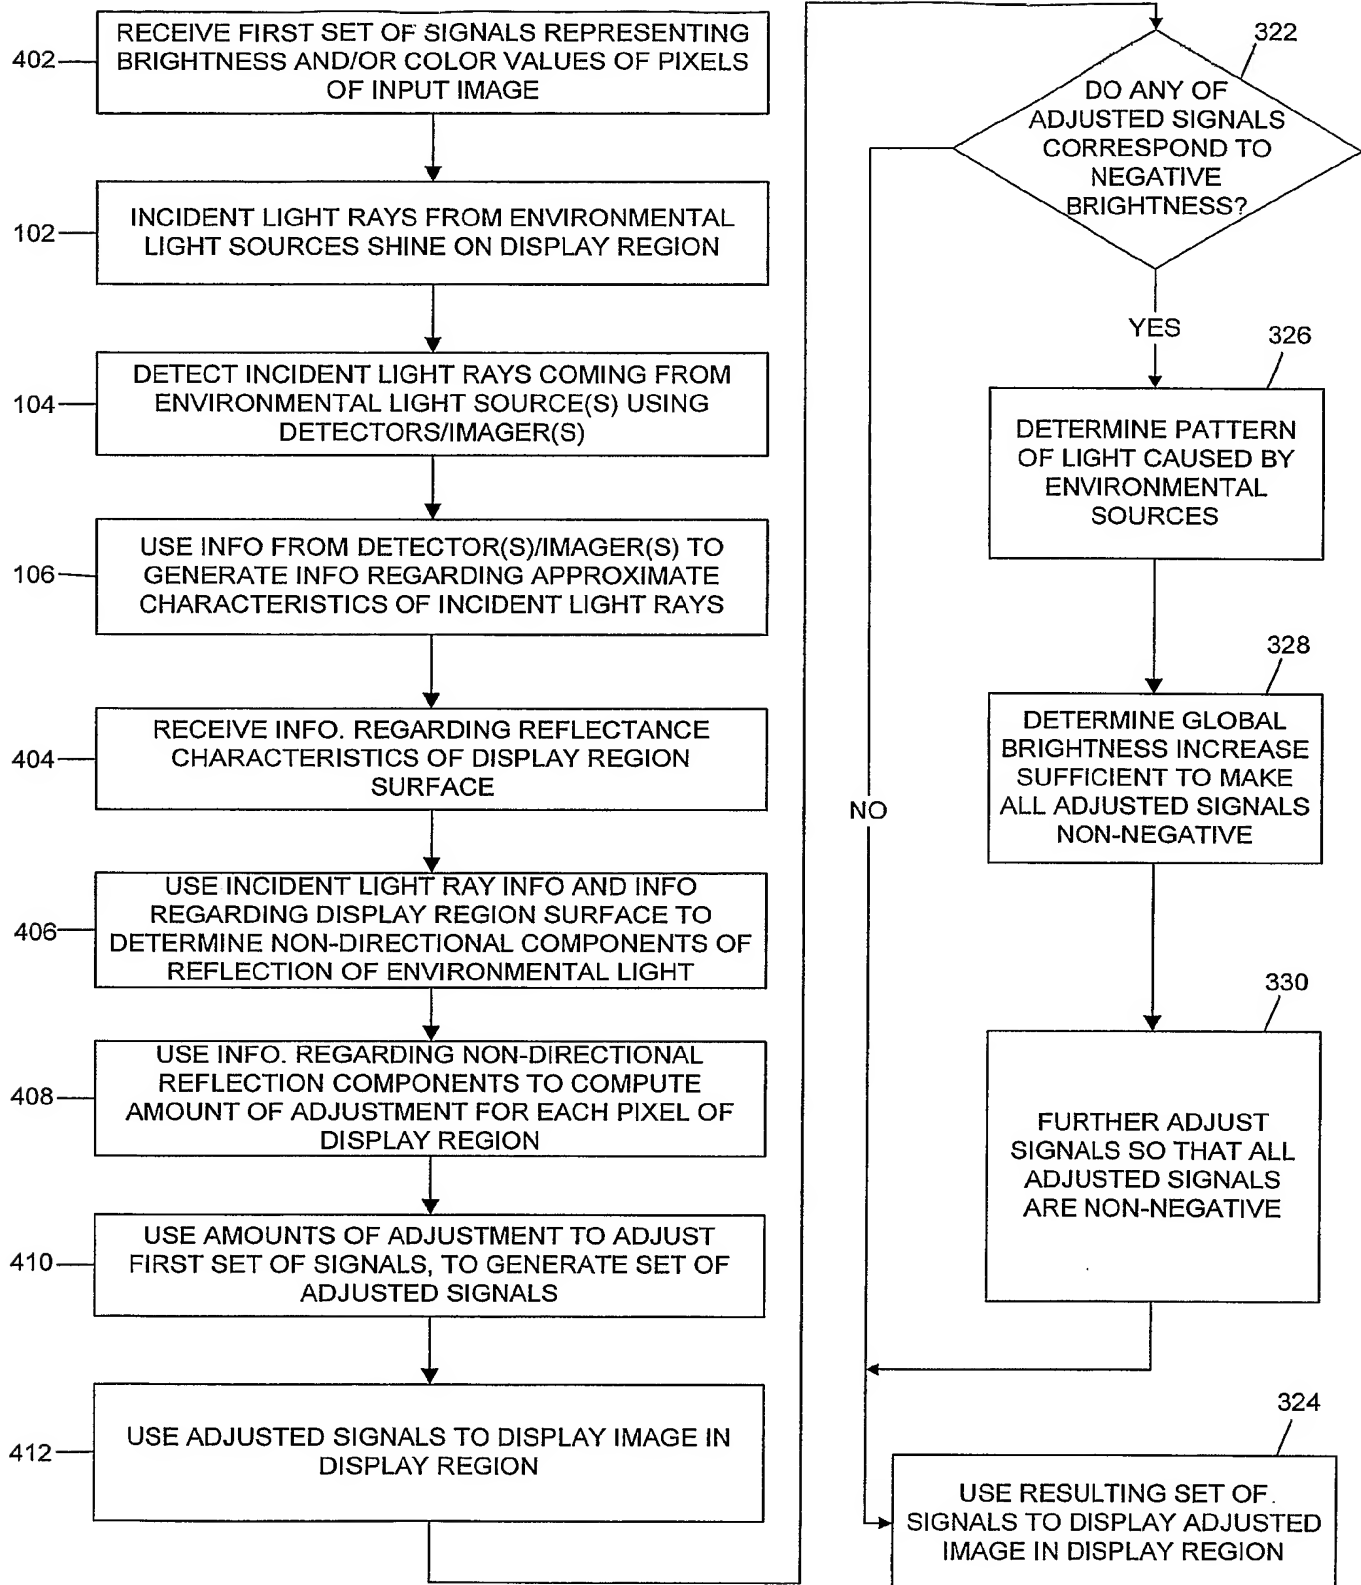 402
RECEIVE FIRST SET OF SIGNALS REPRESENTING
BRIGHTNESS AND/OR COLOR VALUES OF PIXELS
OF INPUT IMAGE
102
INCIDENT LIGHT RAYS FROM ENVIRONMENTAL
LIGHT SOURCES SHINE ON DISPLAY REGION
104
DETECT INCIDENT LIGHT RAYS COMING FROM
ENVIRONMENTAL LIGHT SOURCE(S) USING
DETECTORS/IMAGER(S)
106
USE INFO FROM DETECTOR(S)/IMAGER(S) TO
GENERATE INFO REGARDING APPROXIMATE
CHARACTERISTICS OF INCIDENT LIGHT RAYS
404
RECEIVE INFO. REGARDING REFLECTANCE
CHARACTERISTICS OF DISPLAY REGION
SURFACE
406
USE INCIDENT LIGHT RAY INFO AND INFO
REGARDING DISPLAY REGION SURFACE TO
DETERMINE NON-DIRECTIONAL COMPONENTS OF
REFLECTION OF ENVIRONMENTAL LIGHT
408
USE INFO. REGARDING NON-DIRECTIONAL
REFLECTION COMPONENTS TO COMPUTE
AMOUNT OF ADJUSTMENT FOR EACH PIXEL OF
DISPLAY REGION
410
USE AMOUNTS OF ADJUSTMENT TO ADJUST
FIRST SET OF SIGNALS, TO GENERATE SET OF
ADJUSTED SIGNALS
412
USE ADJUSTED SIGNALS TO DISPLAY IMAGE IN
DISPLAY REGION
322
DO ANY OF
ADJUSTED SIGNALS
CORRESPOND TO
NEGATIVE
BRIGHTNESS?
YES
NO
326
DETERMINE PATTERN
OF LIGHT CAUSED BY
ENVIRONMENTAL
SOURCES
328
DETERMINE GLOBAL
BRIGHTNESS INCREASE
SUFFICIENT TO MAKE
ALL ADJUSTED SIGNALS
NON-NEGATIVE
330
FURTHER ADJUST
SIGNALS SO THAT ALL
ADJUSTED SIGNALS
ARE NON-NEGATIVE
324
USE RESULTING SET OF.
SIGNALS TO DISPLAY ADJUSTED
IMAGE IN DISPLAY REGION